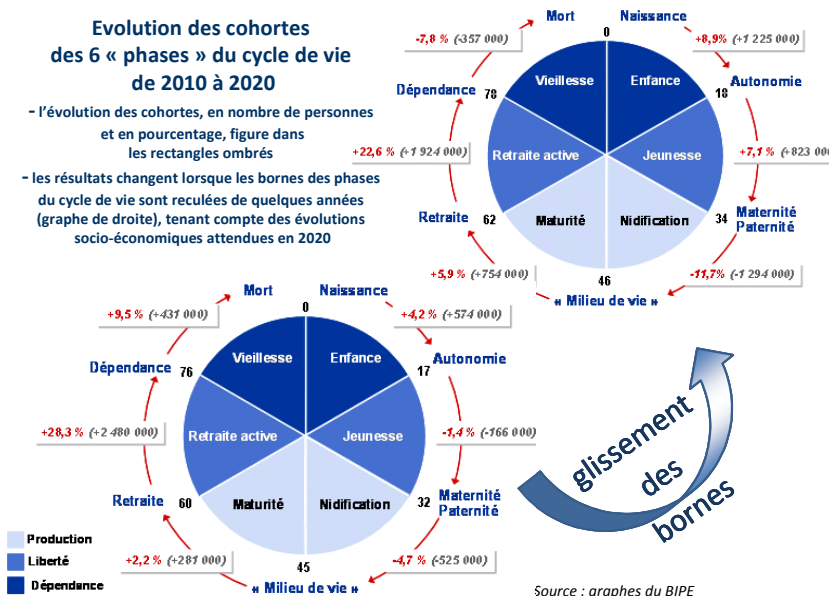 Evolution des cohortes
des 6 « phases » du cycle de vie
de 2010 à 2020
- l'évolution des cohortes, en nombre de personnes
et en pourcentage, figure dans
les rectangles ombrés
- les résultats changent lorsque les bornes des phases
du cycle de vie sont reculées de quelques années
(graphe de droite), tenant compte des évolutions
socio-économiques attendues en 2020
Mort
Naissance
-7,8 % (-357 000)
0
+8,9% (+1 225 000)
Vieillesse
Enfance
Dépendance
78
18
Autonomie
+22,6 % (+1 924 000)
Retraite active
Jeunesse
+7,1 % (+823 000
Retraite
62
Maturité
Nidification
34
Maternité
Paternité
+5,9 % (+754 000)
46
-11,7% (-1 294 000)
« Milieu de vie »
Mort
Naissance
+9,5 % (+431 000)
0
+4,2 % (+574 000)
Vieillesse
Enfance
Dépendance
76
17
Autonomie
+28,3 % (+2 480 000)
Retraite active
Jeunesse
-1,4 % (-166 000)
Retraite
60
Maturité
Nidification
32
Maternité
Paternité
+2,2 % (+281 000)
45
-4,7 % (-525 000)
« Milieu de vie »
glissement
des
bornes
Production
Liberté
Dépendance
Source : graphes du BIPE